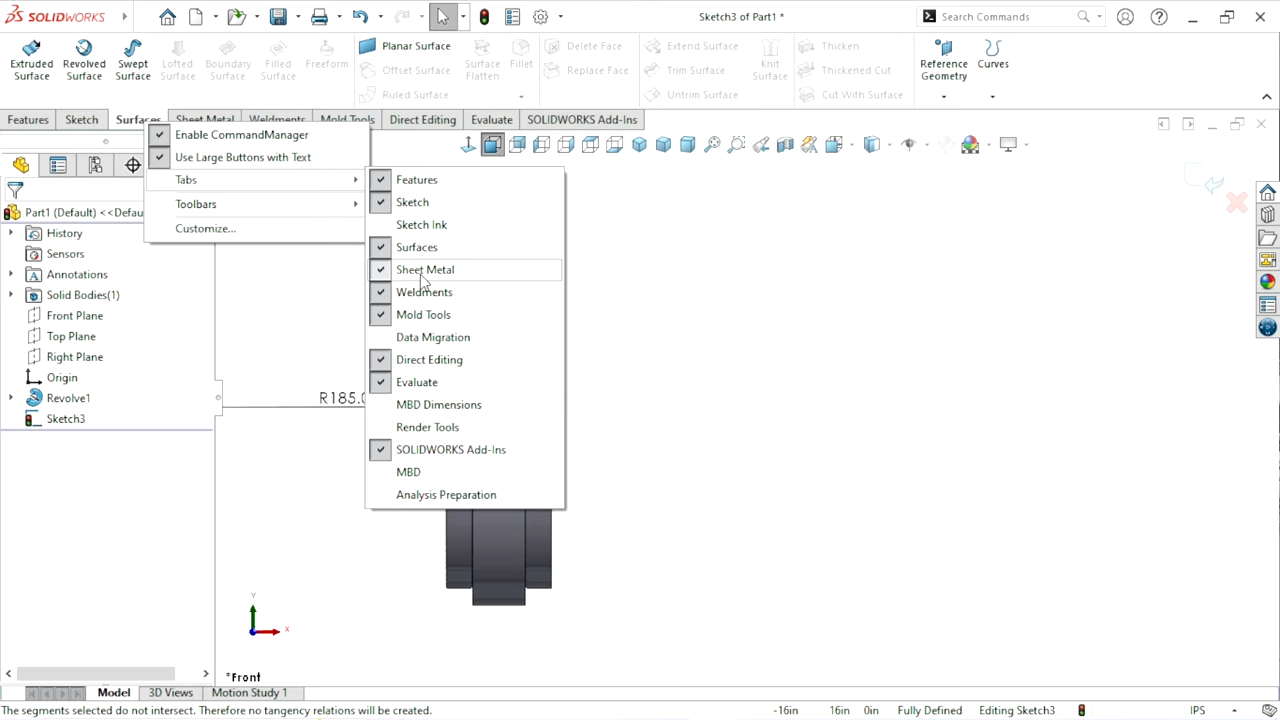 SOLIDWORKS
Sketch3 of Part1 *
Search Commands
Extruded Surface
Revolved Surface
Swept Surface
Lofted Surface
Boundary Surface
Filled Surface
Freeform
Planar Surface
Offset Surface
Ruled Surface
Surface Flatten
Fillet
Delete Face
Replace Face
Extend Surface
Trim Surface
Untrim Surface
Knit Surface
Thicken
Thickened Cut
Cut With Surface
Reference Geometry
Curves
Features
Sketch
Surfaces
Sheet Metal
Weldments
Mold Tools
Direct Editing
Evaluate
SOLIDWORKS Add-Ins
Enable CommandManager
Use Large Buttons with Text
Tabs
Toolbars
Customize...
Features
Sketch
Sketch Ink
Surfaces
Sheet Metal
Weldments
Mold Tools
Data Migration
Direct Editing
Evaluate
MBD Dimensions
Render Tools
SOLIDWORKS Add-Ins
MBD
Analysis Preparation
Part1 (Default) <<Defau
History
Sensors
Annotations
Solid Bodies(1)
Front Plane
Top Plane
Right Plane
Origin
Revolve1
Sketch3
R185.0
Y
X
*Front
Model
3D Views
Motion Study 1
The segments selected do not intersect. Therefore no tangency relations will be created.
-16in
16in
0in
Fully Defined
Editing Sketch3
IPS